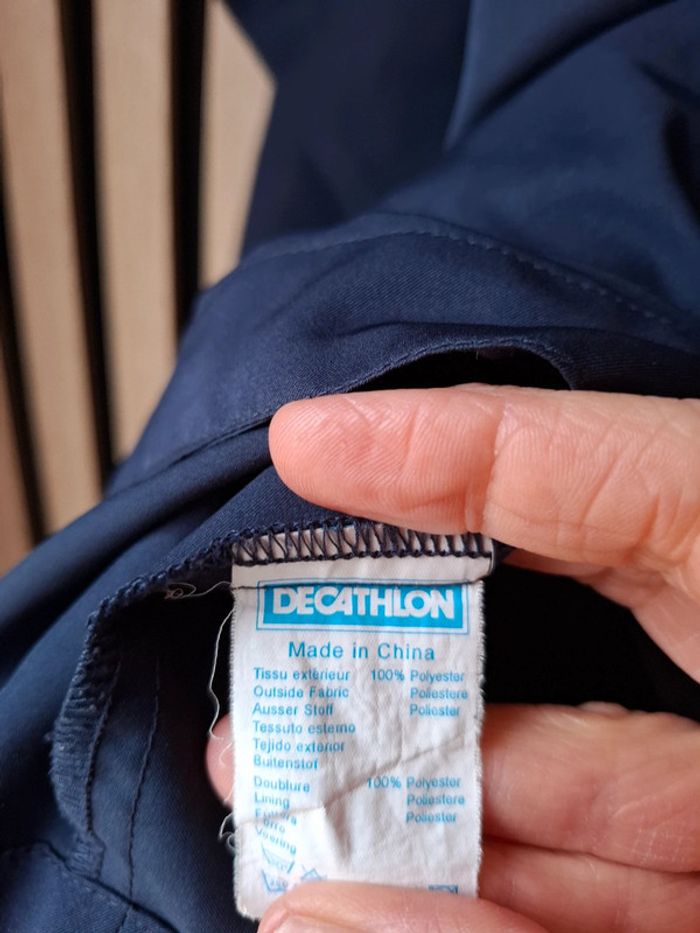 DECATHLON
Made in China
Tissu extérieur 100% Polyester
Outside Fabric Poliestere
Ausser Stoff Poliester
Tessuto esterno
Tejido exterior
Buitenstof
Doublure 100% Polyester
Lining Poliestere
Poliester
Voering